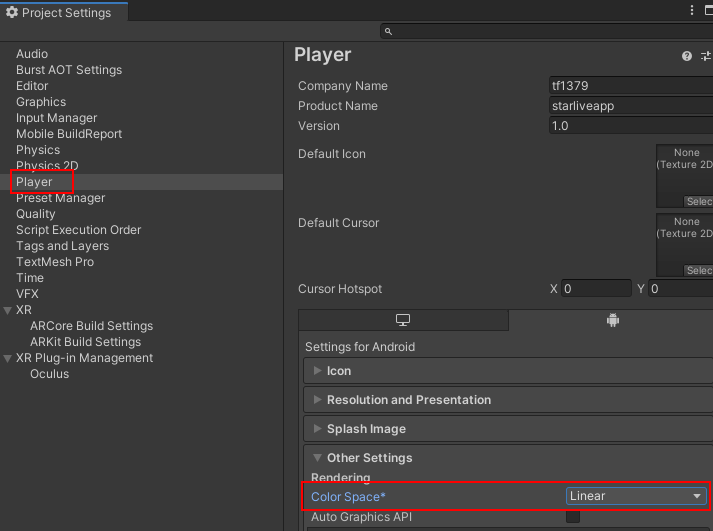 Project Settings
Audio
Burst AOT Settings
Editor
Graphics
Input Manager
Mobile BuildReport
Physics
Physics 2D
Player
Preset Manager
Quality
Script Execution Order
Tags and Layers
TextMesh Pro
Time
VFX
XR
ARCore Build Settings
ARKit Build Settings
XR Plug-in Management
Oculus
Player
Company Name tf1379
Product Name starliveapp
Version 1.0
Default Icon
None
(Texture 2D
Selec
Default Cursor
None
(Texture 2D
Selec
Cursor Hotspot X 0 Y 0
Settings for Android
Icon
Resolution and Presentation
Splash Image
Other Settings
Rendering
Color Space* Linear
Auto Graphics API